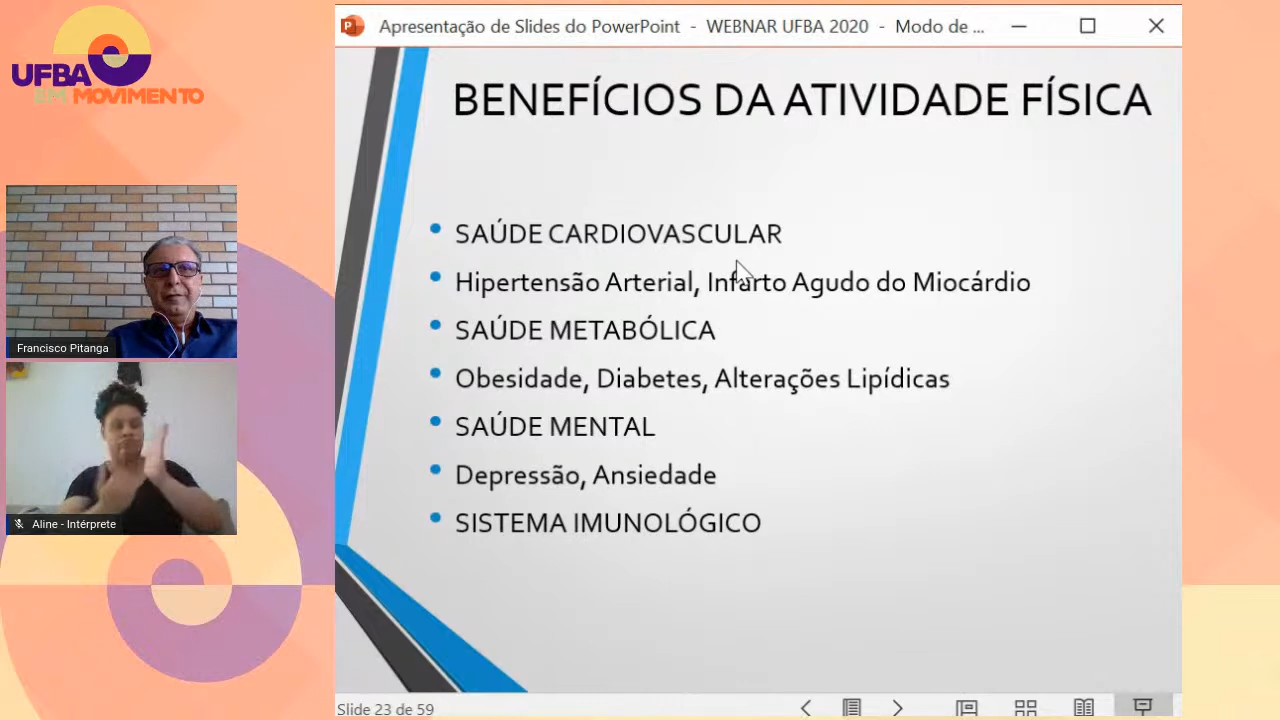 UFBA
EM MOVIMENTO
Francisco Pitanga
Aline - Intérprete
Apresentação de Slides do PowerPoint - WEBNAR UFBA 2020 - Modo de ...
BENEFÍCIOS DA ATIVIDADE FÍSICA
• SAÚDE CARDIOVASCULAR
• Hipertensão Arterial, Infarto Agudo do Miocárdio
• SAÚDE METABÓLICA
• Obesidade, Diabetes, Alterações Lipídicas
• SAÚDE MENTAL
• Depressão, Ansiedade
• SISTEMA IMUNOLÓGICO
Slide 23 de 59